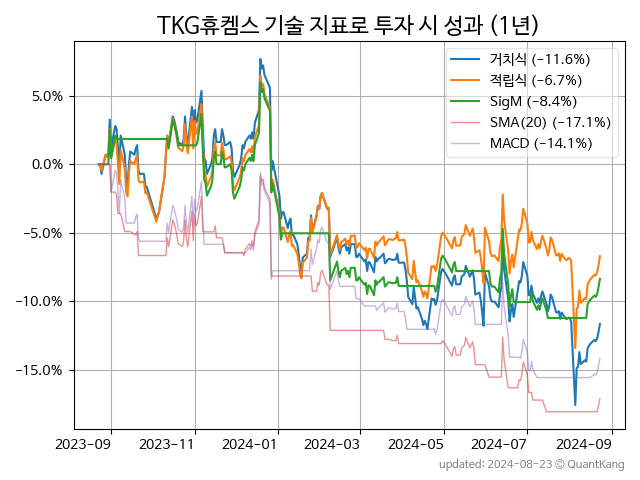 TKG휴켐스 기술 지표로 투자 시 성과 (1년)
거치식 (-11.6%)
적립식 (-6.7%)
SigM (-8.4%)
SMA(20) (-17.1%)
MACD (-14.1%)
5.0%
0.0%
-5.0%
-10.0%
-15.0%
2023-09 2023-11 2024-01 2024-03 2024-05 2024-07 2024-09
updated: 2024-08-23 © QuantKang